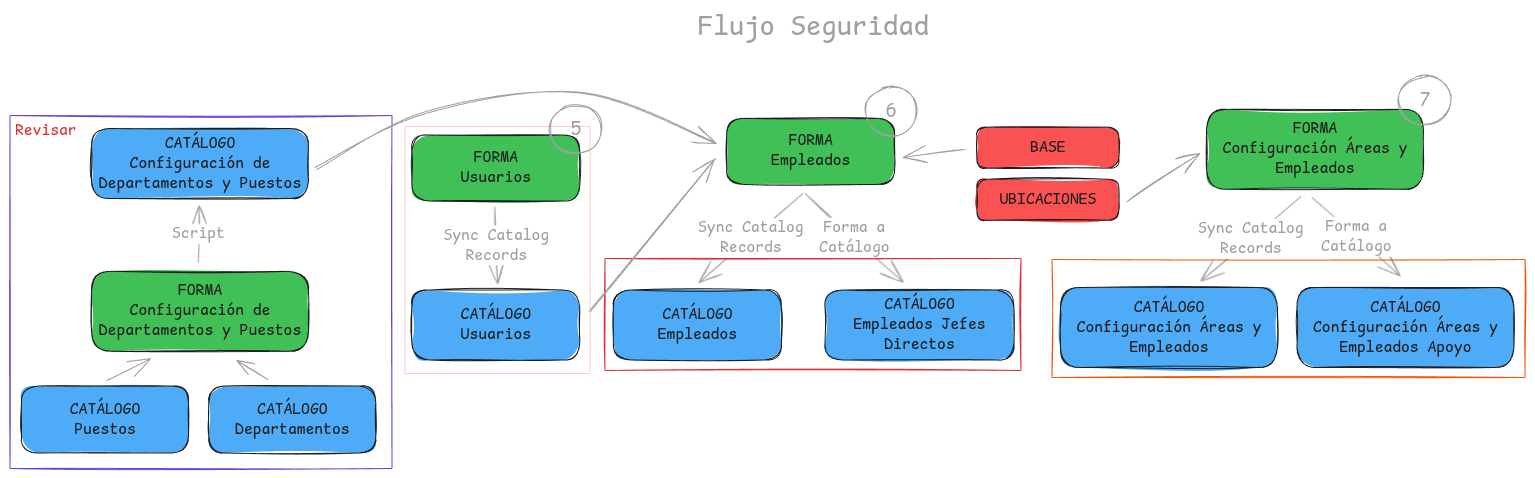 Flujo Seguridad
Revisar
CATÁLOGO
Configuración de
Departamentos y Puestos
Script
FORMA
Configuración de
Departamentos y Puestos
CATÁLOGO
Puestos
CATÁLOGO
Departamentos
5
FORMA
Usuarios
Sync Catalog
Records
CATÁLOGO
Usuarios
6
FORMA
Empleados
Sync Catalog
Records
Forma a
Catálogo
CATÁLOGO
Empleados
CATÁLOGO
Empleados Jefes
Directos
BASE
UBICACIONES
7
FORMA
Configuración Áreas y
Empleados
Sync Catalog
Records
Forma a
Catálogo
CATÁLOGO
Configuración Áreas y
Empleados
CATÁLOGO
Configuración Áreas y
Empleados Apoyo